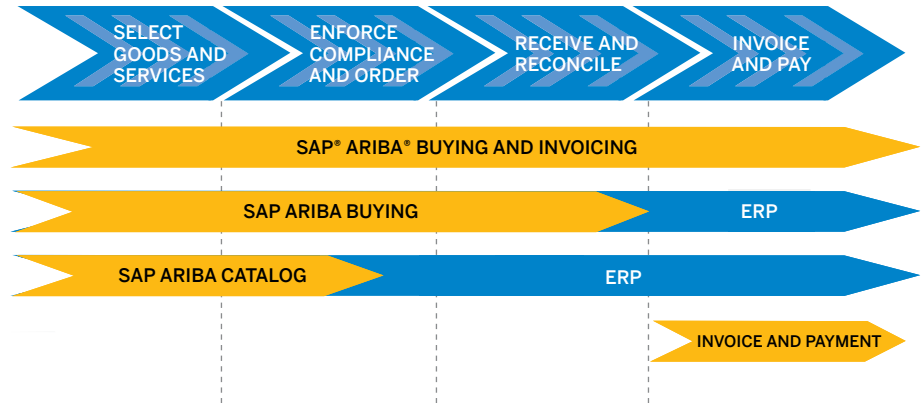 SELECT
GOODS AND
SERVICES
ENFORCE
COMPLIANCE
AND ORDER
RECEIVE AND
RECONCILE
INVOICE
AND PAY
SAP® ARIBA® BUYING AND INVOICING
SAP ARIBA BUYING
ERP
SAP ARIBA CATALOG
ERP
INVOICE AND PAYMENT